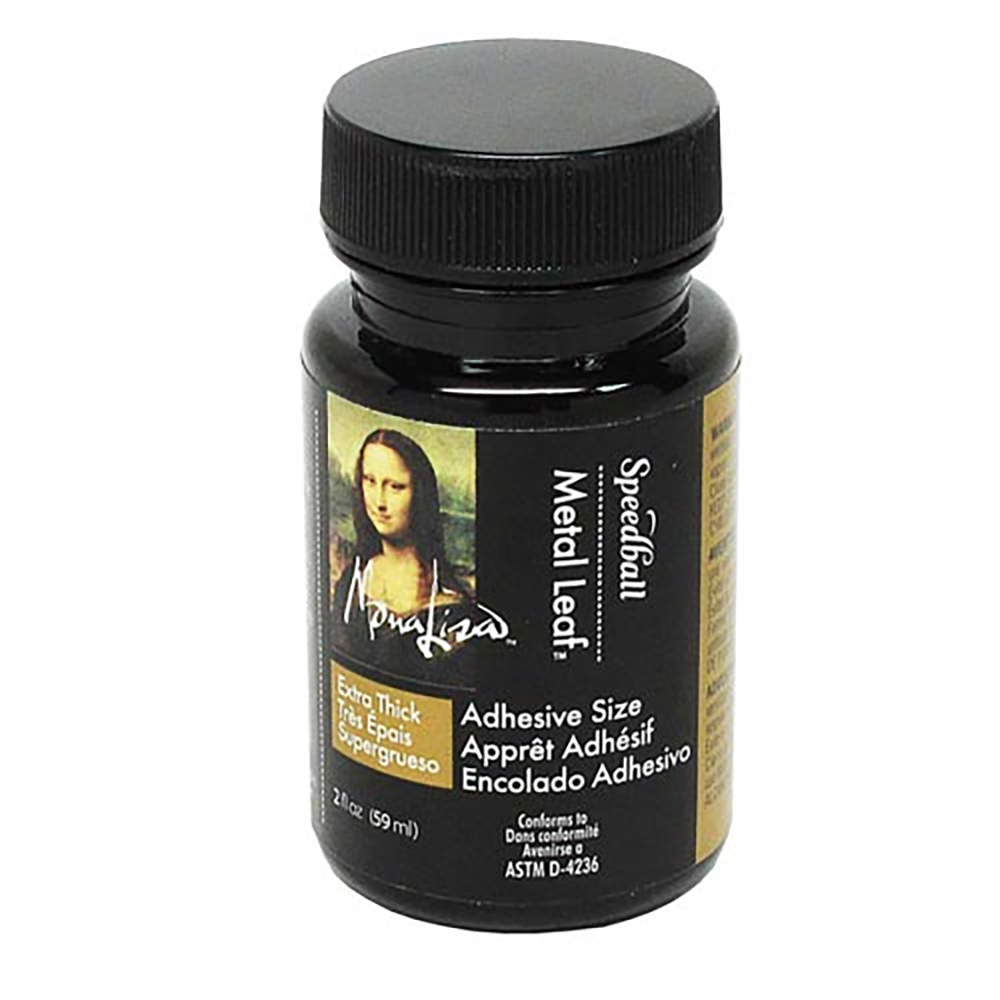 Speedball
Metal Leaf™
Mona Lisa™
Extra Thick
Très Épais
Supergrueso
Adhesive Size
Apprêt Adhésif
Encolado Adhesivo
2 fl oz (59 ml)
Conforms to
Dans conformité
Avenirse a
ASTM D-4236